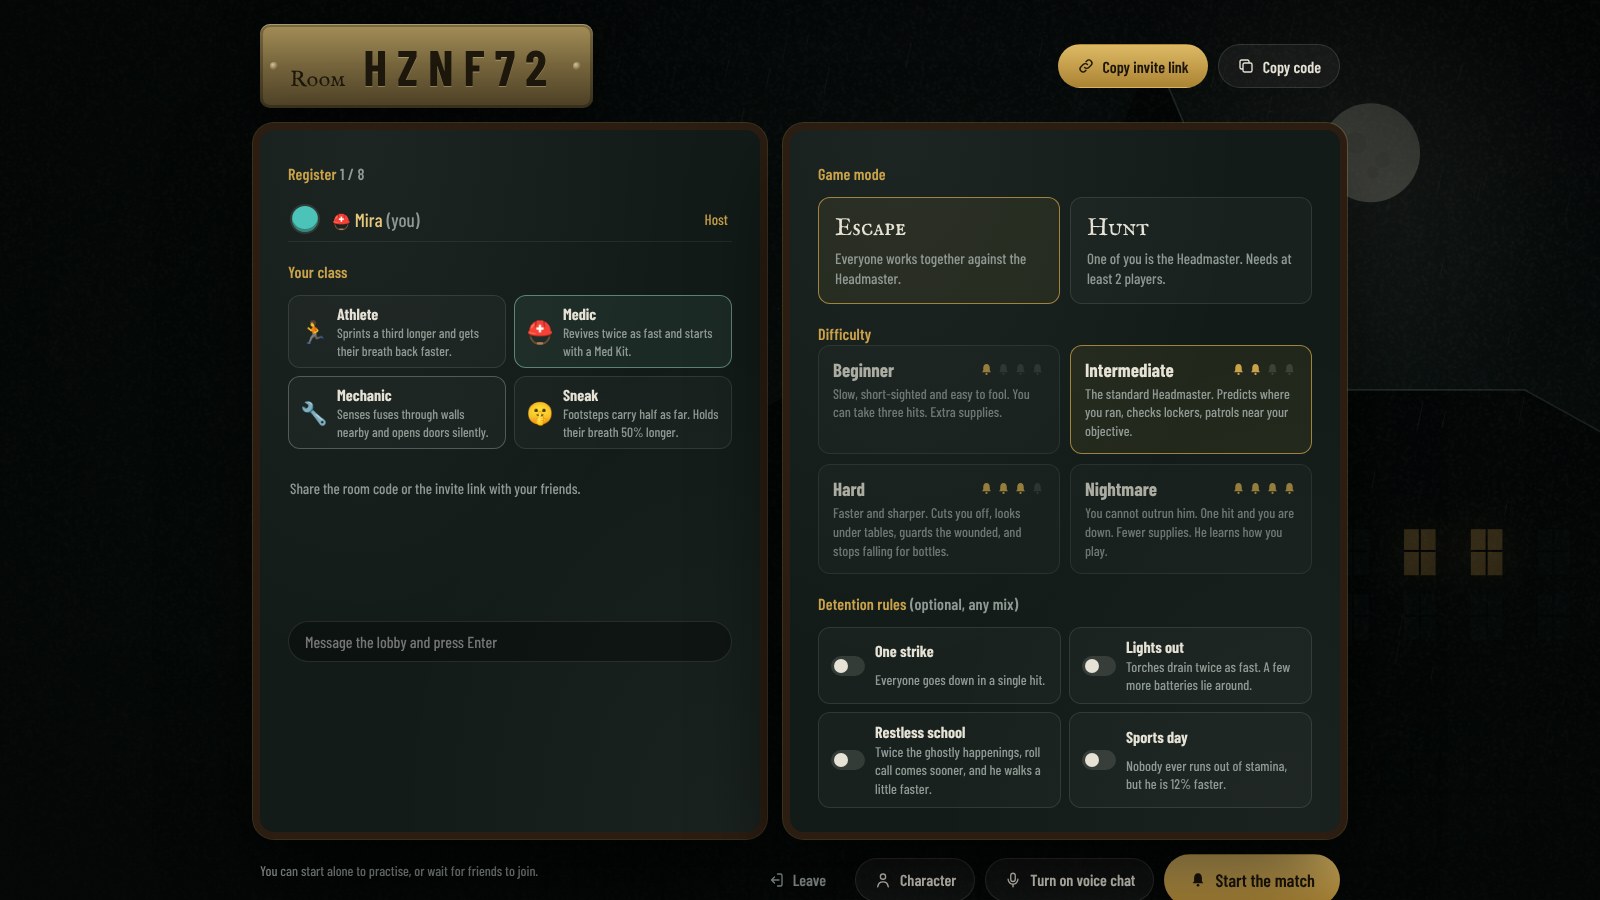 Room HZNF72
Copy invite link
Copy code
Register 1 / 8
Mira (you)
Host
Your class
Athlete
Sprints a third longer and gets
their breath back faster.
Medic
Revives twice as fast and starts
with a Med Kit.
Mechanic
Senses fuses through walls
nearby and opens doors silently.
Sneak
Footsteps carry half as far. Holds
their breath 50% longer.
Share the room code or the invite link with your friends.
Message the lobby and press Enter
Game mode
Escape
Everyone works together against the
Headmaster.
Hunt
One of you is the Headmaster. Needs at
least 2 players.
Difficulty
Beginner
Slow, short-sighted and easy to fool. You
can take three hits. Extra supplies.
Intermediate
The standard Headmaster. Predicts where
you ran, checks lockers, patrols near your
objective.
Hard
Faster and sharper. Cuts you off, looks
under tables, guards the wounded, and
stops falling for bottles.
Nightmare
You cannot outrun him. One hit and you are
down. Fewer supplies. He learns how you
play.
Detention rules (optional, any mix)
One strike
Everyone goes down in a single hit.
Lights out
Torches drain twice as fast. A few
more batteries lie around.
Restless school
Twice the ghostly happenings, roll
call comes sooner, and he walks a
little faster.
Sports day
Nobody ever runs out of stamina,
but he is 12% faster.
You can start alone to practise, or wait for friends to join.
Leave
Character
Turn on voice chat
Start the match